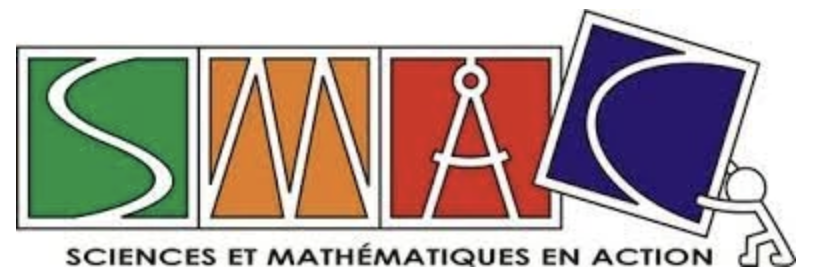 SMAC
SCIENCES ET MATHÉMATIQUES EN ACTION